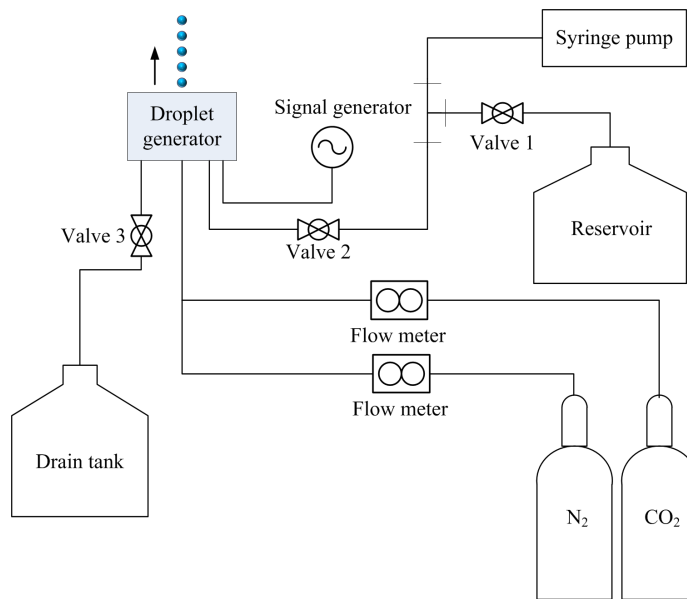 Syringe pump
Droplet
generator
Signal generator
Valve 1
Reservoir
Valve 3
Valve 2
Flow meter
Flow meter
Drain tank
N₂
CO₂